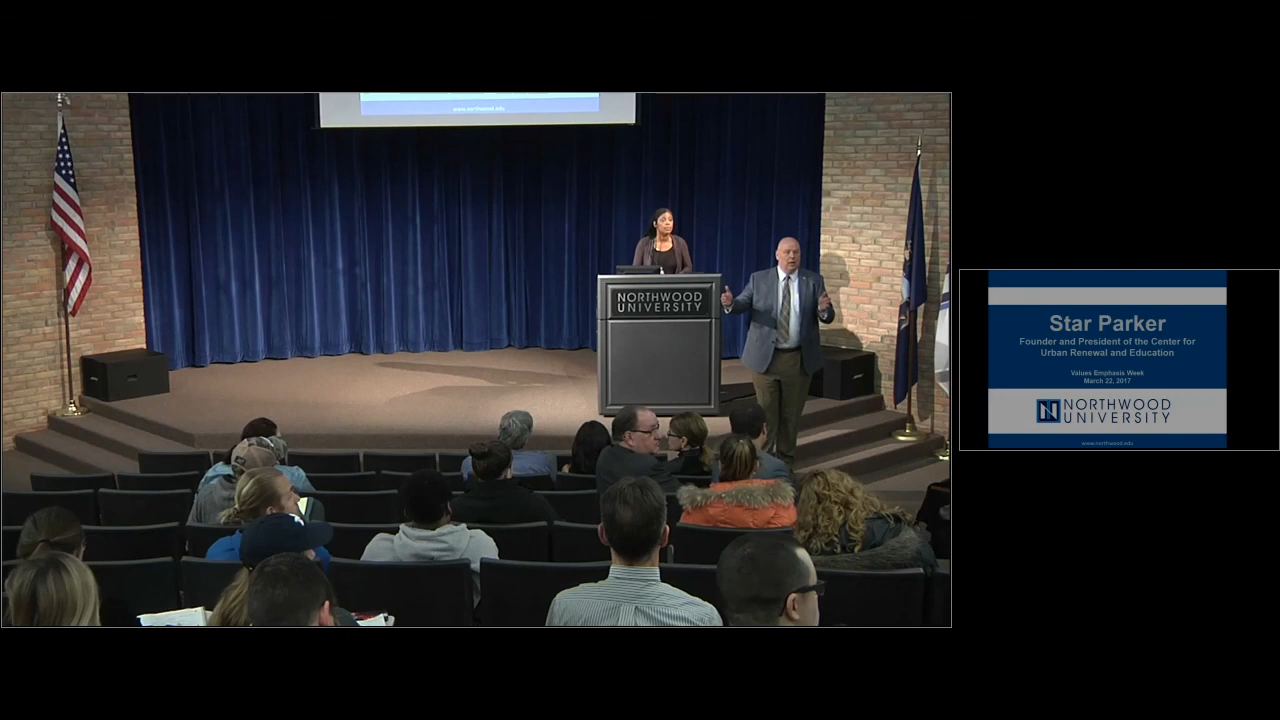 www.northwood.edu
NORTHWOOD
UNIVERSITY
Star Parker
Founder and President of the Center for
Urban Renewal and Education
Values Emphasis Week
March 22, 2017
N
NORTHWOOD
UNIVERSITY
www.northwood.edu